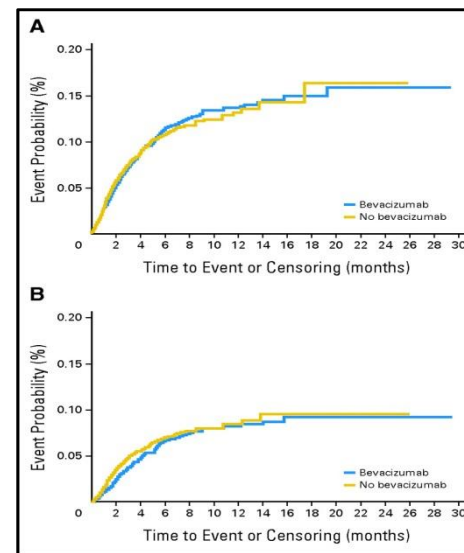 A
Event Probability (%)
0.20
0.15
0.10
0.05
Bevacizumab
No bevacizumab
0 2 4 6 8 10 12 14 16 18 20 22 24 26 28 30
Time to Event or Censoring (months)
B
Event Probability (%)
0.20
0.15
0.10
0.05
Bevacizumab
No bevacizumab
0 2 4 6 8 10 12 14 16 18 20 22 24 26 28 30
Time to Event or Censoring (months)